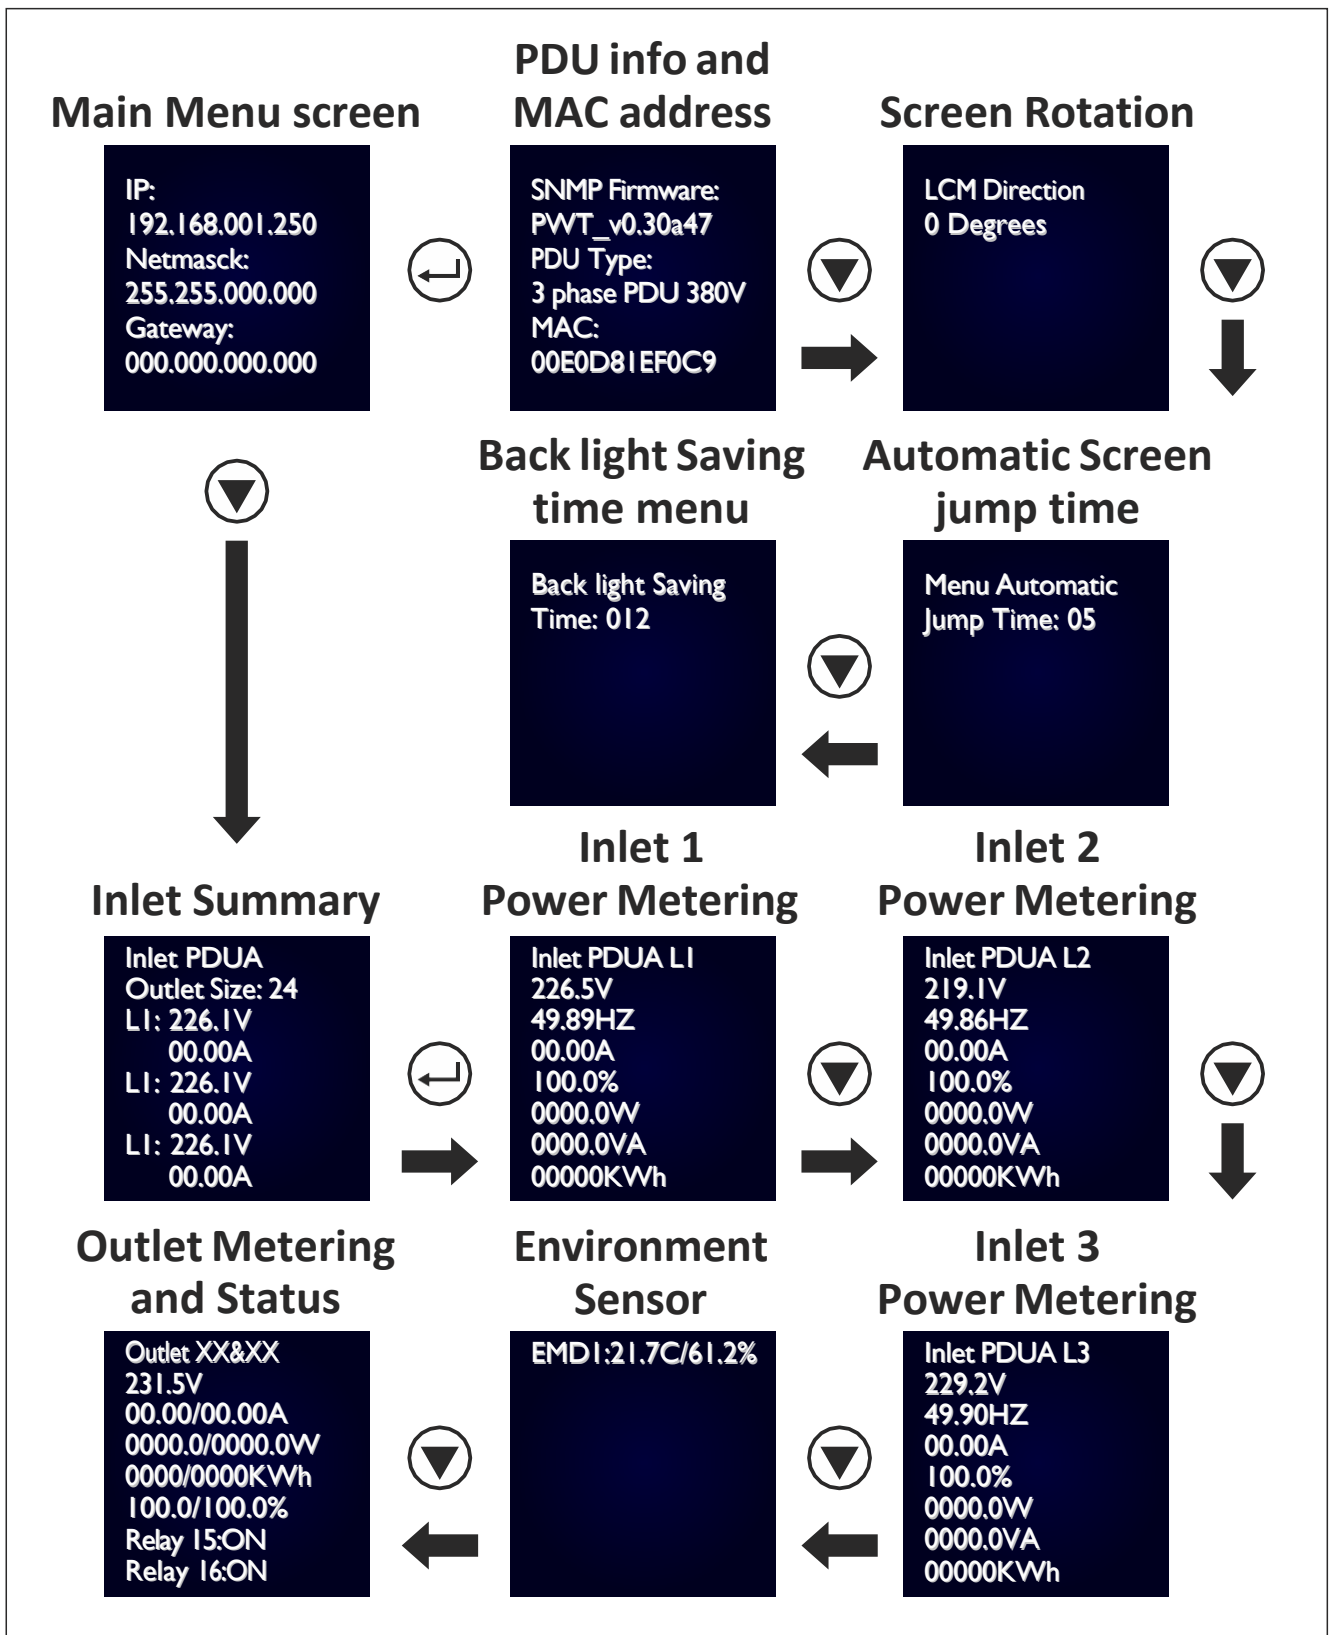 Main Menu screen
IP:
192.168.001.250
Netmasck:
255.255.000.000
Gateway:
000.000.000.000
PDU info and
MAC address
SNMP Firmware:
PWT_v0.30a47
PDU Type:
3 phase PDU 380V
MAC:
00E0D81EF0C9
Screen Rotation
LCM Direction
0 Degrees
Back light Saving
time menu
Back light Saving
Time: 012
Automatic Screen
jump time
Menu Automatic
Jump Time: 05
Inlet Summary
Inlet PDUA
Outlet Size: 24
L1: 226.1V
00.00A
L1: 226.1V
00.00A
L1: 226.1V
00.00A
Inlet 1
Power Metering
Inlet PDUA L1
226.5V
49.89HZ
00.00A
100.0%
0000.0W
0000.0VA
00000KWh
Inlet 2
Power Metering
Inlet PDUA L2
219.1V
49.86HZ
00.00A
100.0%
0000.0W
0000.0VA
00000KWh
Outlet Metering
and Status
Outlet XX&XX
231.5V
00.00/00.00A
0000.0/0000.0W
0000/0000KWh
100.0/100.0%
Relay 15:ON
Relay 16:ON
Environment
Sensor
EMD1:21.7C/61.2%
Inlet 3
Power Metering
Inlet PDUA L3
229.2V
49.90HZ
00.00A
100.0%
0000.0W
0000.0VA
00000KWh